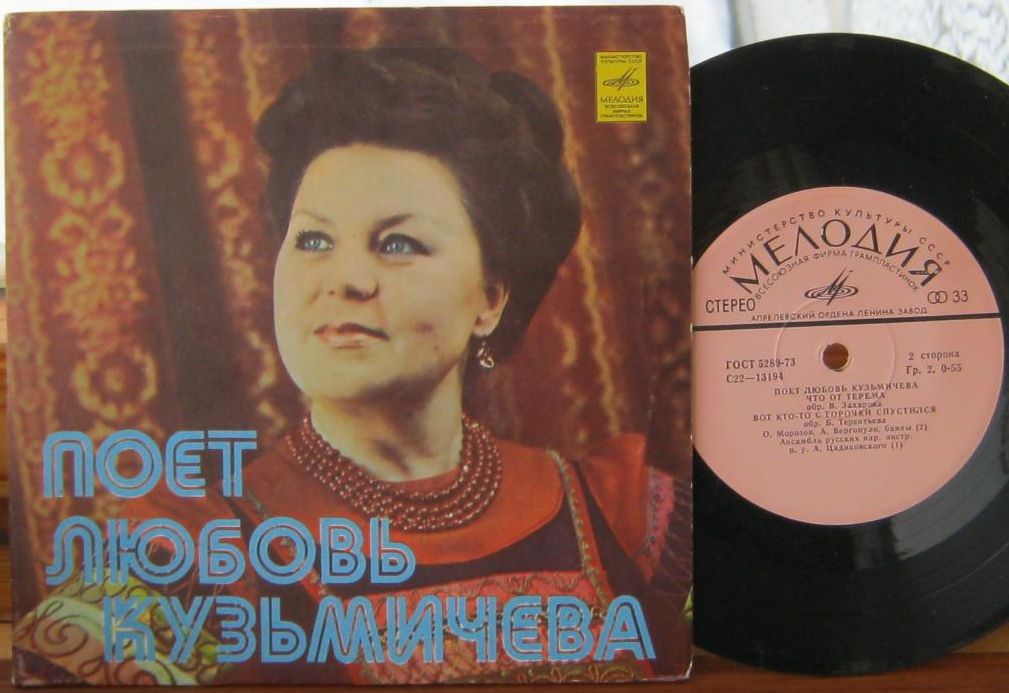 МИНИСТЕРСТВО
КУЛЬТУРЫ СССР
МЕЛОДИЯ
ВСЕСОЮЗНАЯ
ФИРМА
ГРАМПЛАСТИНОК
ПОЕТ
ЛЮБОВЬ
КУЗЬМИЧЕВА
МИНИСТЕРСТВО КУЛЬТУРЫ СССР
МЕЛОДИЯ
ВСЕСОЮЗНАЯ ФИРМА ГРАМПЛАСТИНОК
СТЕРЕО
33
АПРЕЛЕВСКИЙ ОРДЕНА ЛЕНИНА ЗАВОД
ГОСТ 5289-73
С22—13194
2 сторона
Гр. 2, 0-55
ПОЕТ ЛЮБОВЬ КУЗЬМИЧЕВА
ЧТО ОТ ТЕРЕМА
обр. В. Захарова
ВОТ КТО-ТО С ГОРОЧКИ СПУСТИЛСЯ
обр. Б. Терентьева
О. Морозов, А. Вергопуло, баяны (2)
Ансамбль русских нар. инстр.
п. у. А. Цадиковского (1)